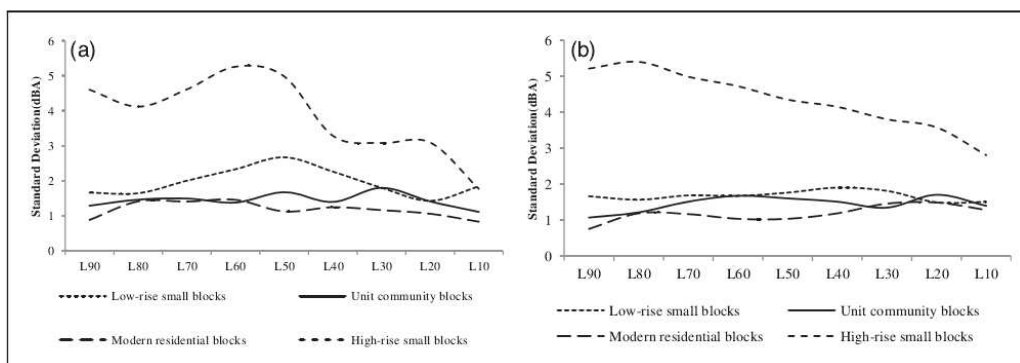 (a)
Standard Deviation(dBA)
6
5
4
3
2
1
0
L90 L80 L70 L60 L50 L40 L30 L20 L10
Low-rise small blocks Unit community blocks
Modern residential blocks High-rise small blocks
(b)
Standard Deviation(dBA)
6
5
4
3
2
1
0
L90 L80 L70 L60 L50 L40 L30 L20 L10
Low-rise small blocks Unit community blocks
Modern residential blocks High-rise small blocks